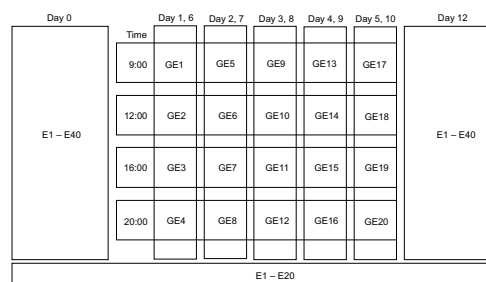 Day 0 Day 1, 6 Day 2, 7 Day 3, 8 Day 4, 9 Day 5, 10 Day 12
Time
9:00 GE1 GE5 GE9 GE13 GE17
12:00 GE2 GE6 GE10 GE14 GE18
E1 – E40 E1 – E40
16:00 GE3 GE7 GE11 GE15 GE19
20:00 GE4 GE8 GE12 GE16 GE20
E1 – E20